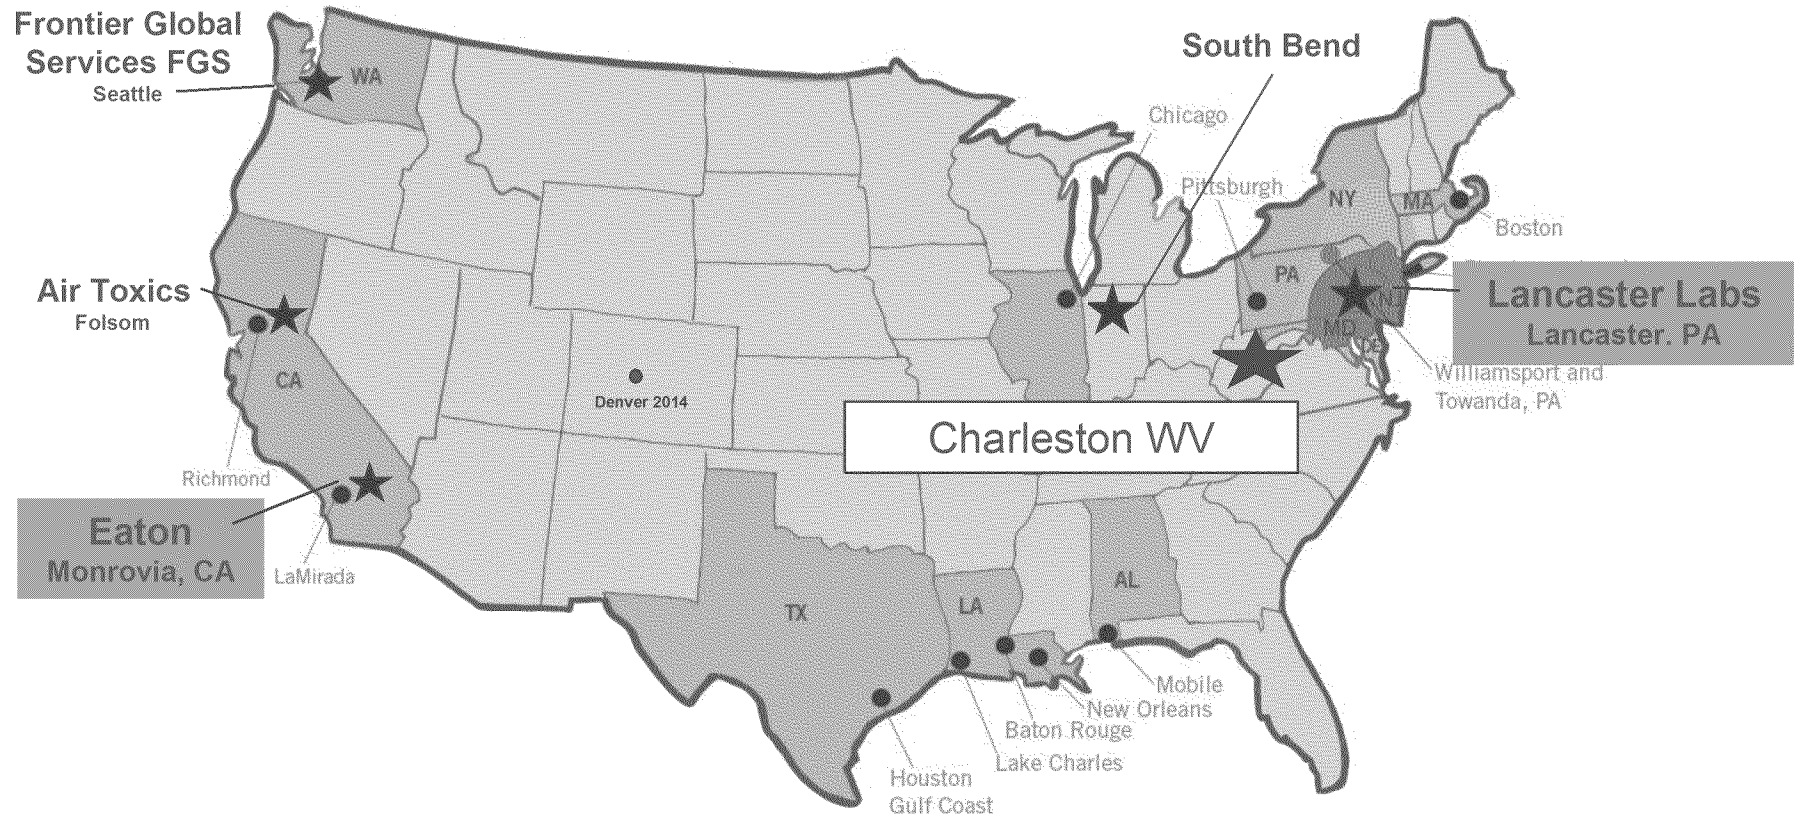 Frontier Global
Services FGS
Seattle
WA
South Bend
Chicago
Pittsburgh
NY
MA
Boston
PA
NJ
Lancaster Labs
Lancaster. PA
MD
DE
Williamsport and
Towanda, PA
Air Toxics
Folsom
CA
Denver 2014
Charleston WV
Richmond
Eaton
Monrovia, CA
LaMirada
TX
LA
AL
Mobile
New Orleans
Baton Rouge
Lake Charles
Houston
Gulf Coast